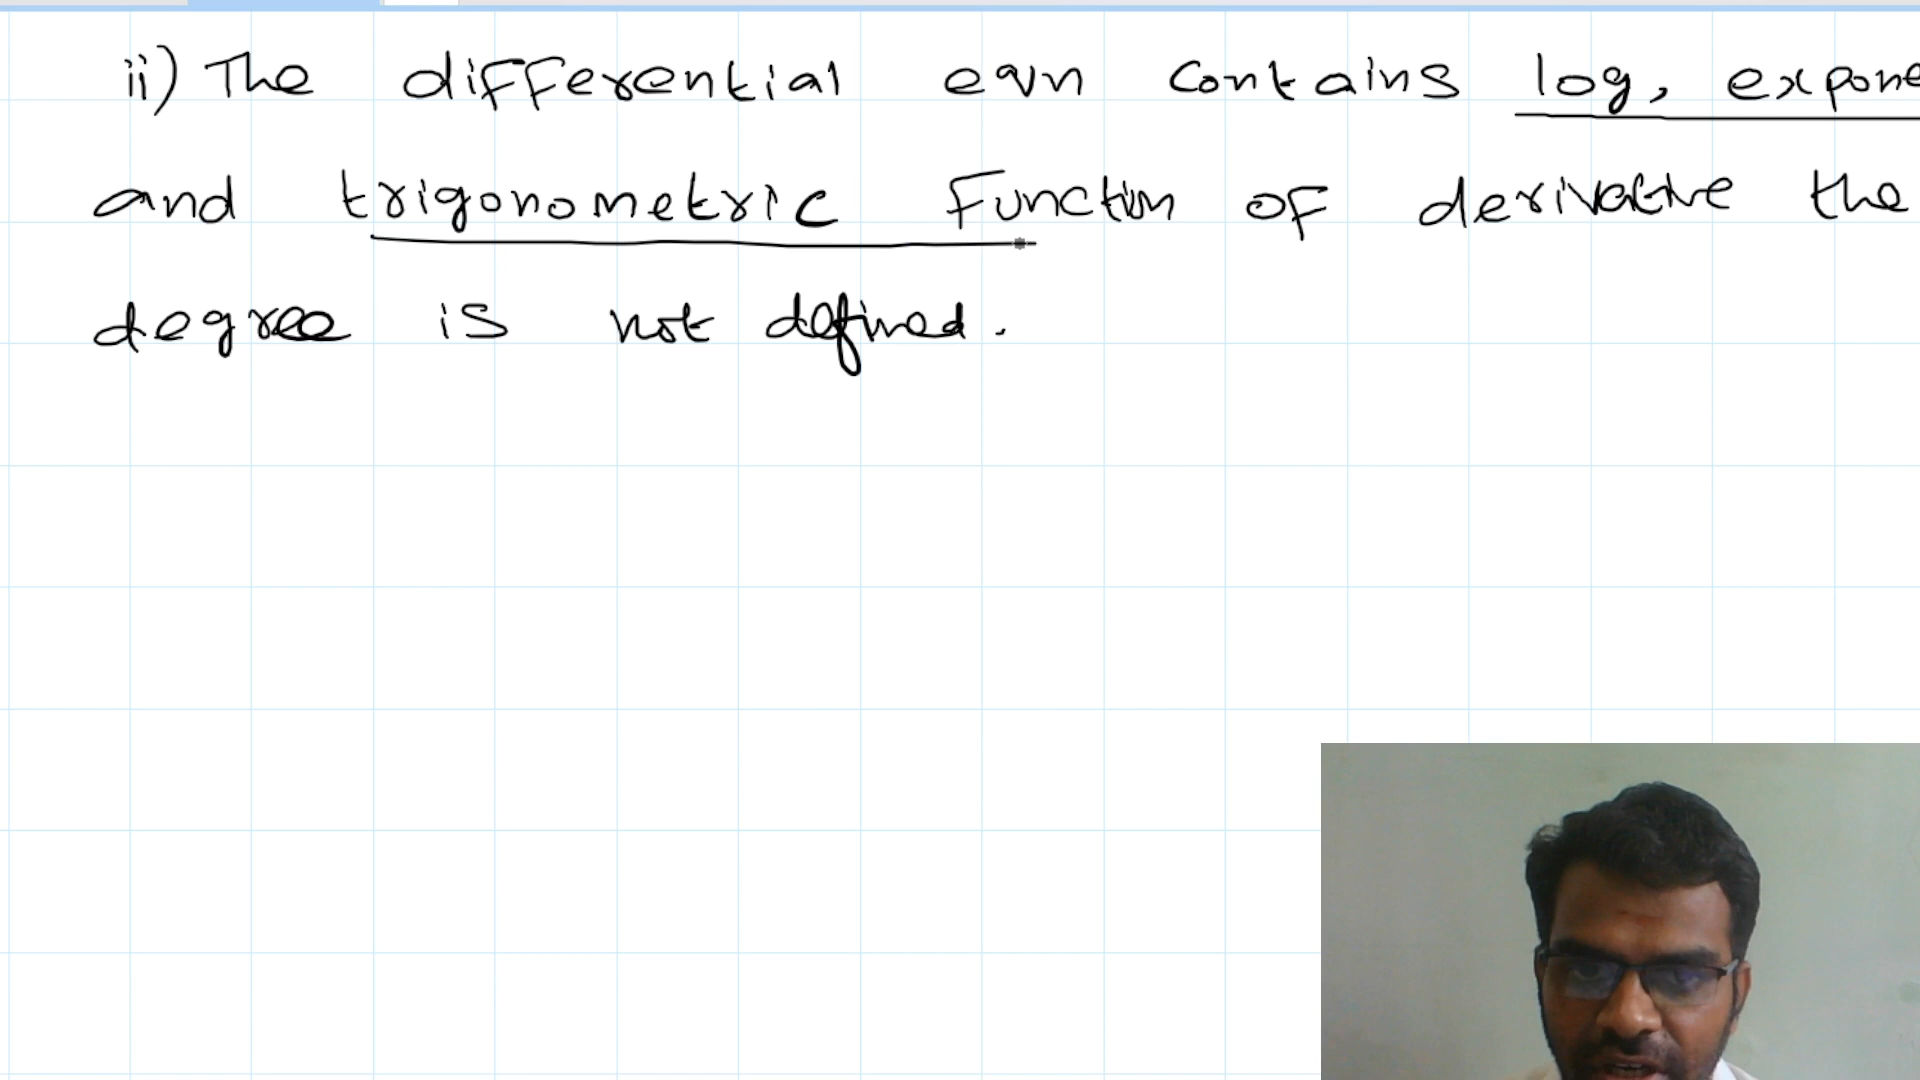 ii) The differential eqn contains log, expone
and trigonometric Function of derivative the
degree is not defined.